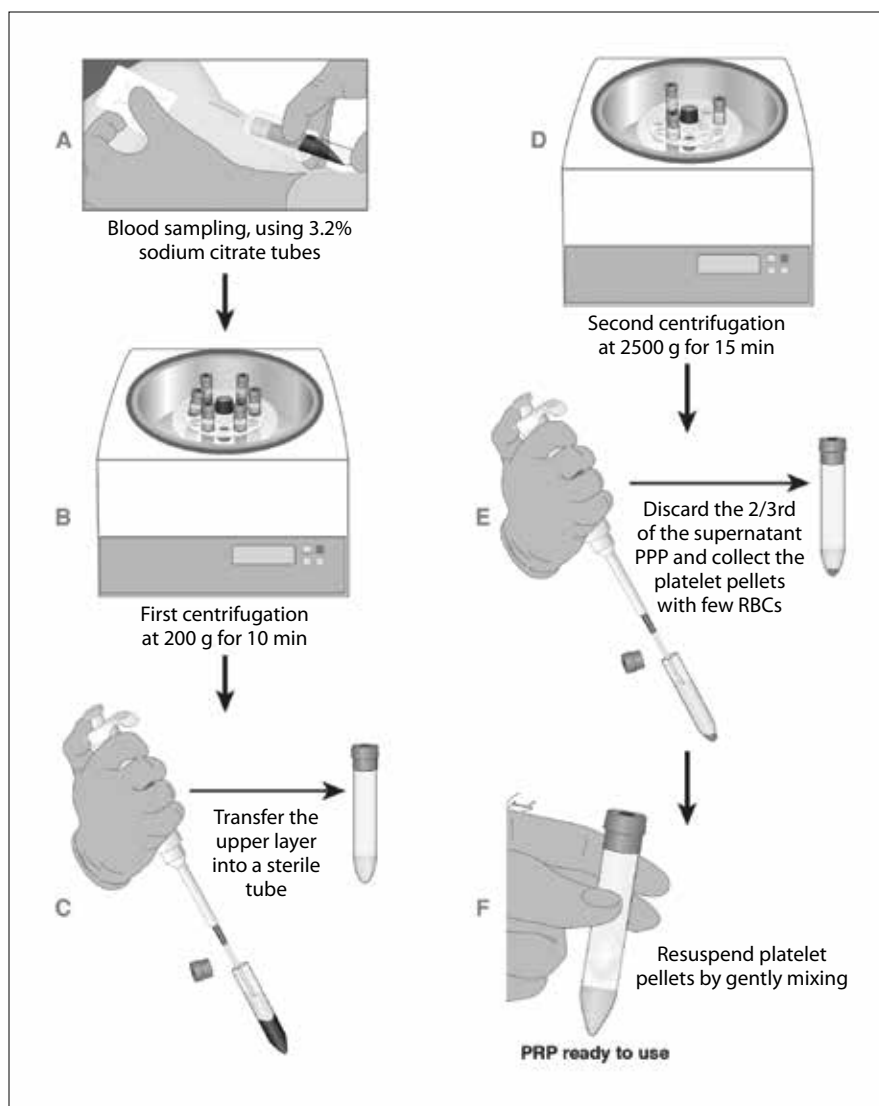 A
Blood sampling, using 3.2%
sodium citrate tubes
B
First centrifugation
at 200 g for 10 min
C
Transfer the
upper layer
into a sterile
tube
D
Second centrifugation
at 2500 g for 15 min
E
Discard the 2/3rd
of the supernatant
PPP and collect the
platelet pellets
with few RBCs
F
Resuspend platelet
pellets by gently mixing
PRP ready to use